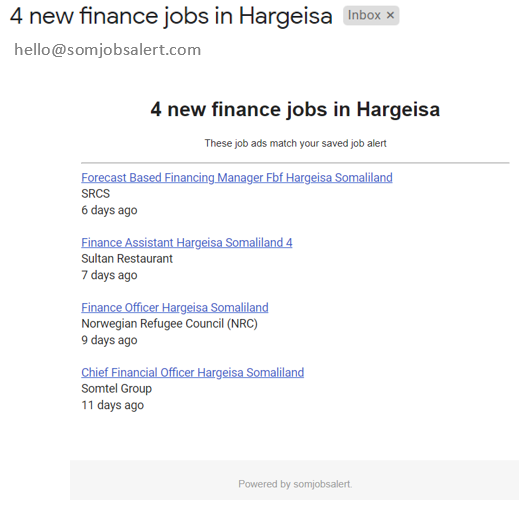 4 new finance jobs in Hargeisa Inbox ×
hello@somjobsalert.com
4 new finance jobs in Hargeisa
These job ads match your saved job alert
Forecast Based Financing Manager Fbf Hargeisa Somaliland
SRCS
6 days ago
Finance Assistant Hargeisa Somaliland 4
Sultan Restaurant
7 days ago
Finance Officer Hargeisa Somaliland
Norwegian Refugee Council (NRC)
9 days ago
Chief Financial Officer Hargeisa Somaliland
Somtel Group
11 days ago
Powered by somjobsalert.